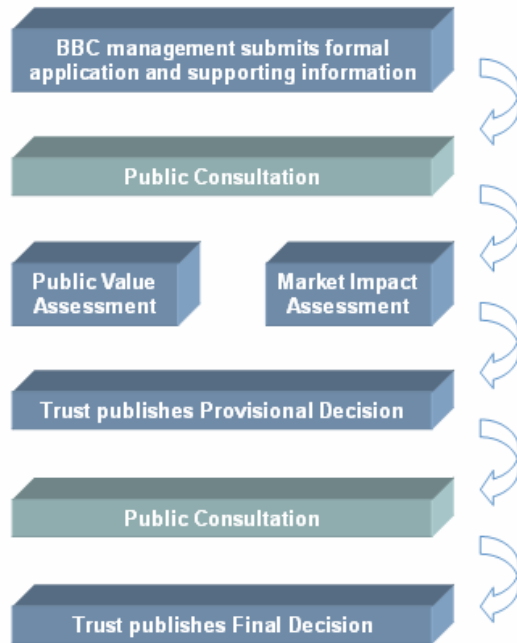 BBC management submits formal
application and supporting information
Public Consultation
Public Value
Assessment
Market Impact
Assessment
Trust publishes Provisional Decision
Public Consultation
Trust publishes Final Decision